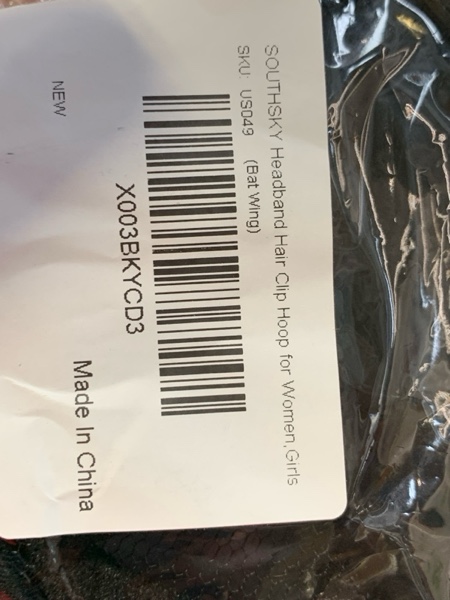 SOUTHSKY Headband Hair Clip Hoop for Women,Girls
SKU: US049 (Bat Wing)
X003BKYCD3
NEW Made In China